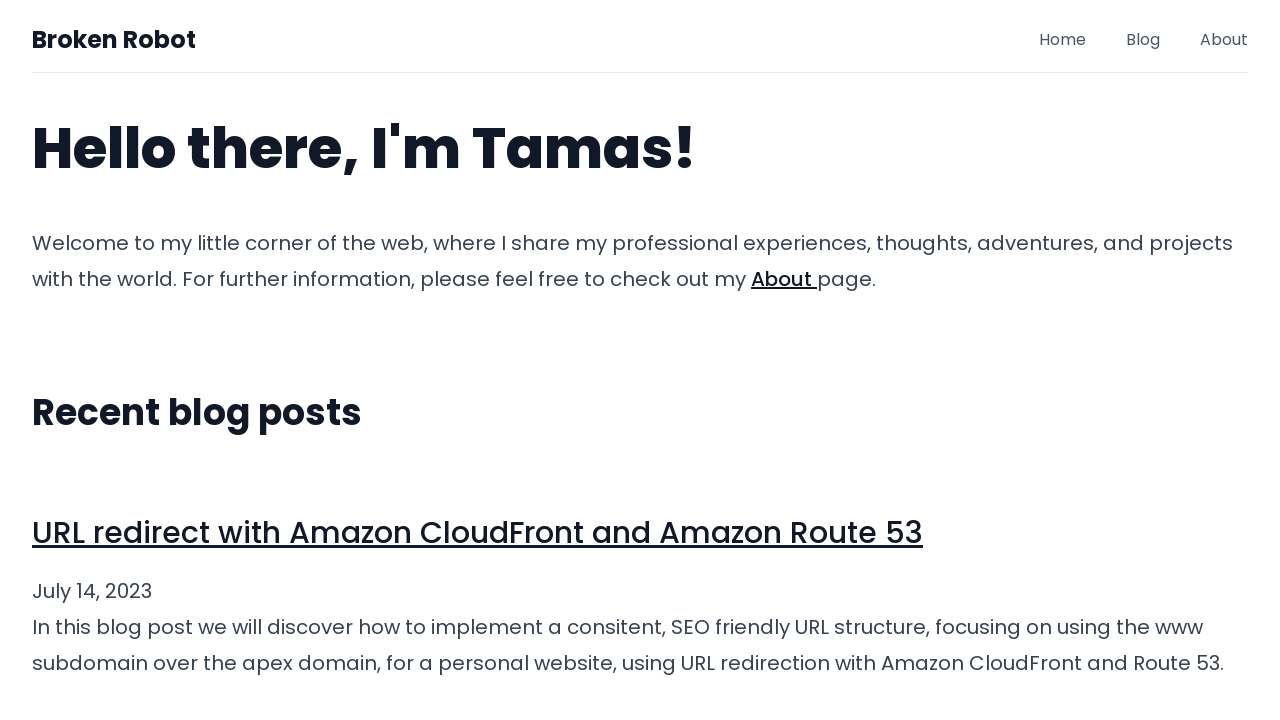 Broken Robot
Home Blog About
Hello there, I'm Tamas!
Welcome to my little corner of the web, where I share my professional experiences, thoughts, adventures, and projects
with the world. For further information, please feel free to check out my About page.
Recent blog posts
URL redirect with Amazon CloudFront and Amazon Route 53
July 14, 2023
In this blog post we will discover how to implement a consitent, SEO friendly URL structure, focusing on using the www
subdomain over the apex domain, for a personal website, using URL redirection with Amazon CloudFront and Route 53.